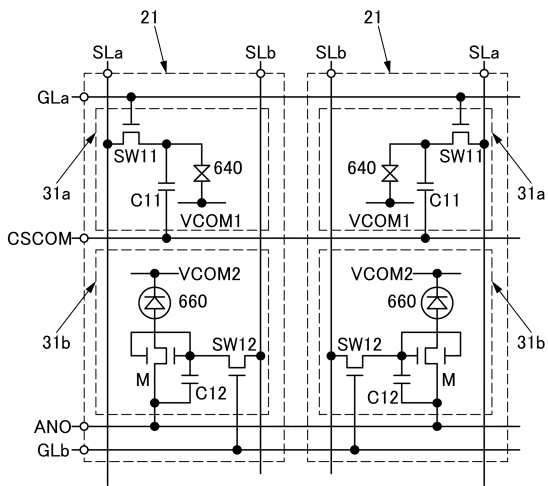 21 21
SLa SLb SLb SLa
GLa
SW11 640 640 SW11
31a C11 C11 31a
VCOM1 VCOM1
CSCOM
VCOM2 VCOM2
660 660
31b SW12 SW12 31b
M C12 C12 M
ANO
GLb